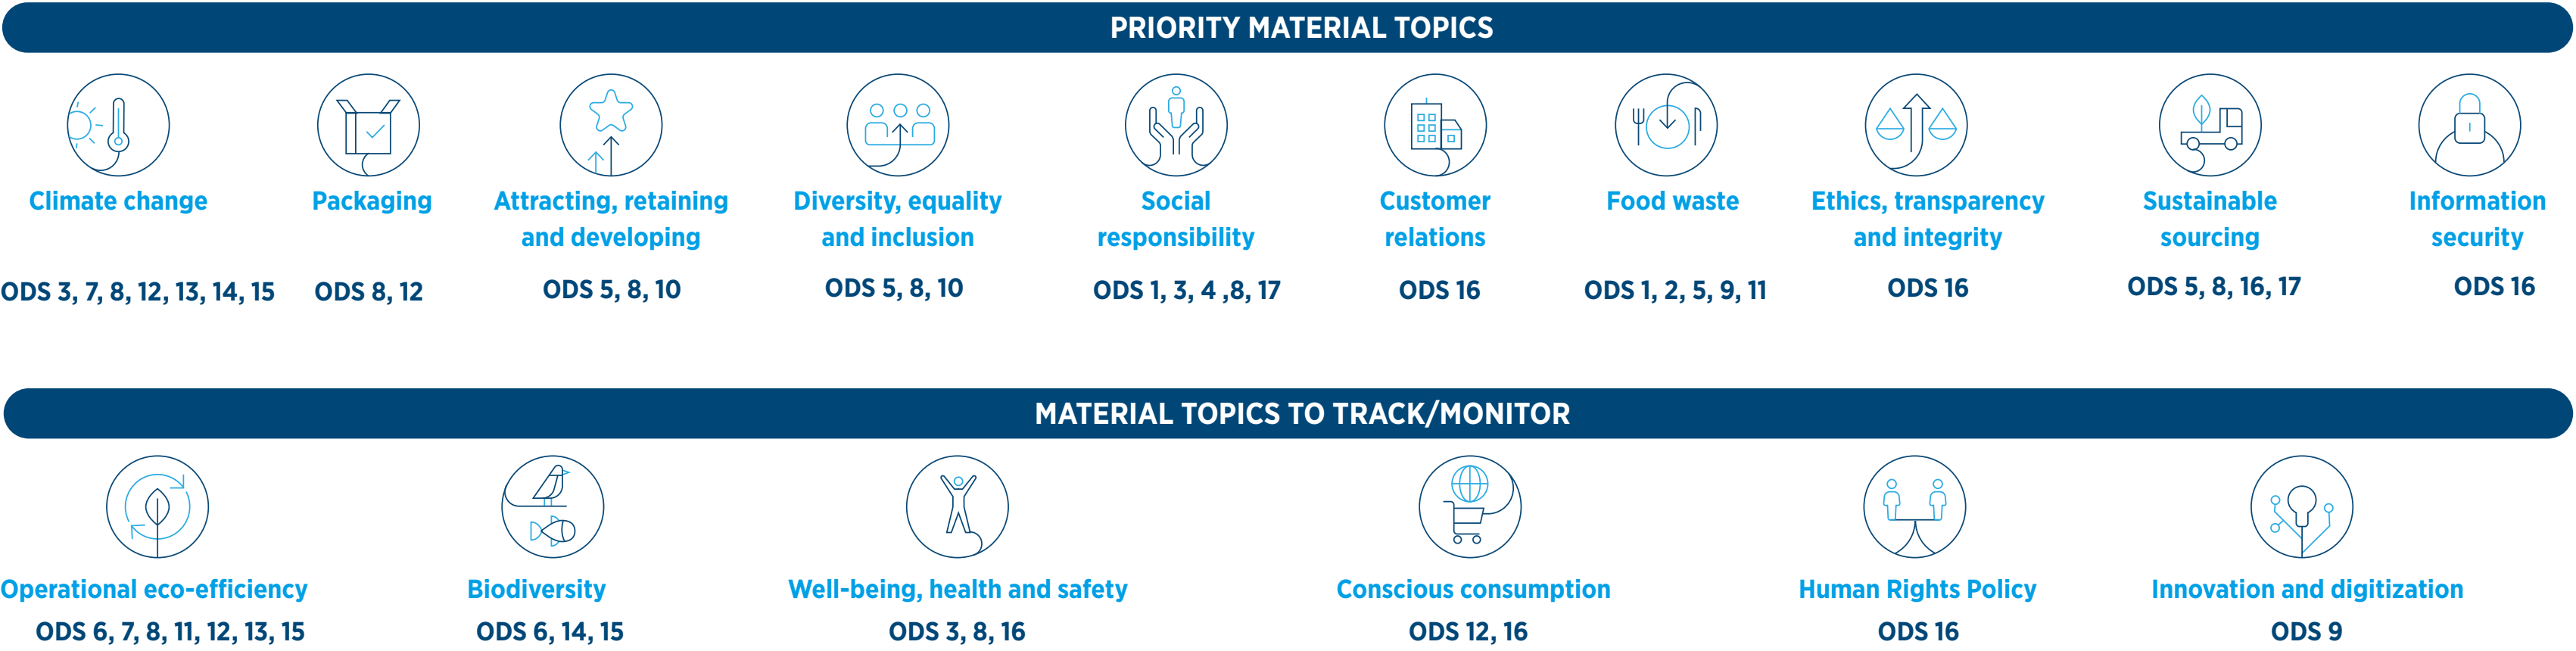 PRIORITY MATERIAL TOPICS
Climate change
ODS 3, 7, 8, 12, 13, 14, 15
Packaging
ODS 8, 12
Attracting, retaining
and developing
ODS 5, 8, 10
Diversity, equality
and inclusion
ODS 5, 8, 10
Social
responsibility
ODS 1, 3, 4 ,8, 17
Customer
relations
ODS 16
Food waste
ODS 1, 2, 5, 9, 11
Ethics, transparency
and integrity
ODS 16
Sustainable
sourcing
ODS 5, 8, 16, 17
Information
security
ODS 16
MATERIAL TOPICS TO TRACK/MONITOR
Operational eco-efficiency
ODS 6, 7, 8, 11, 12, 13, 15
Biodiversity
ODS 6, 14, 15
Well-being, health and safety
ODS 3, 8, 16
Conscious consumption
ODS 12, 16
Human Rights Policy
ODS 16
Innovation and digitization
ODS 9